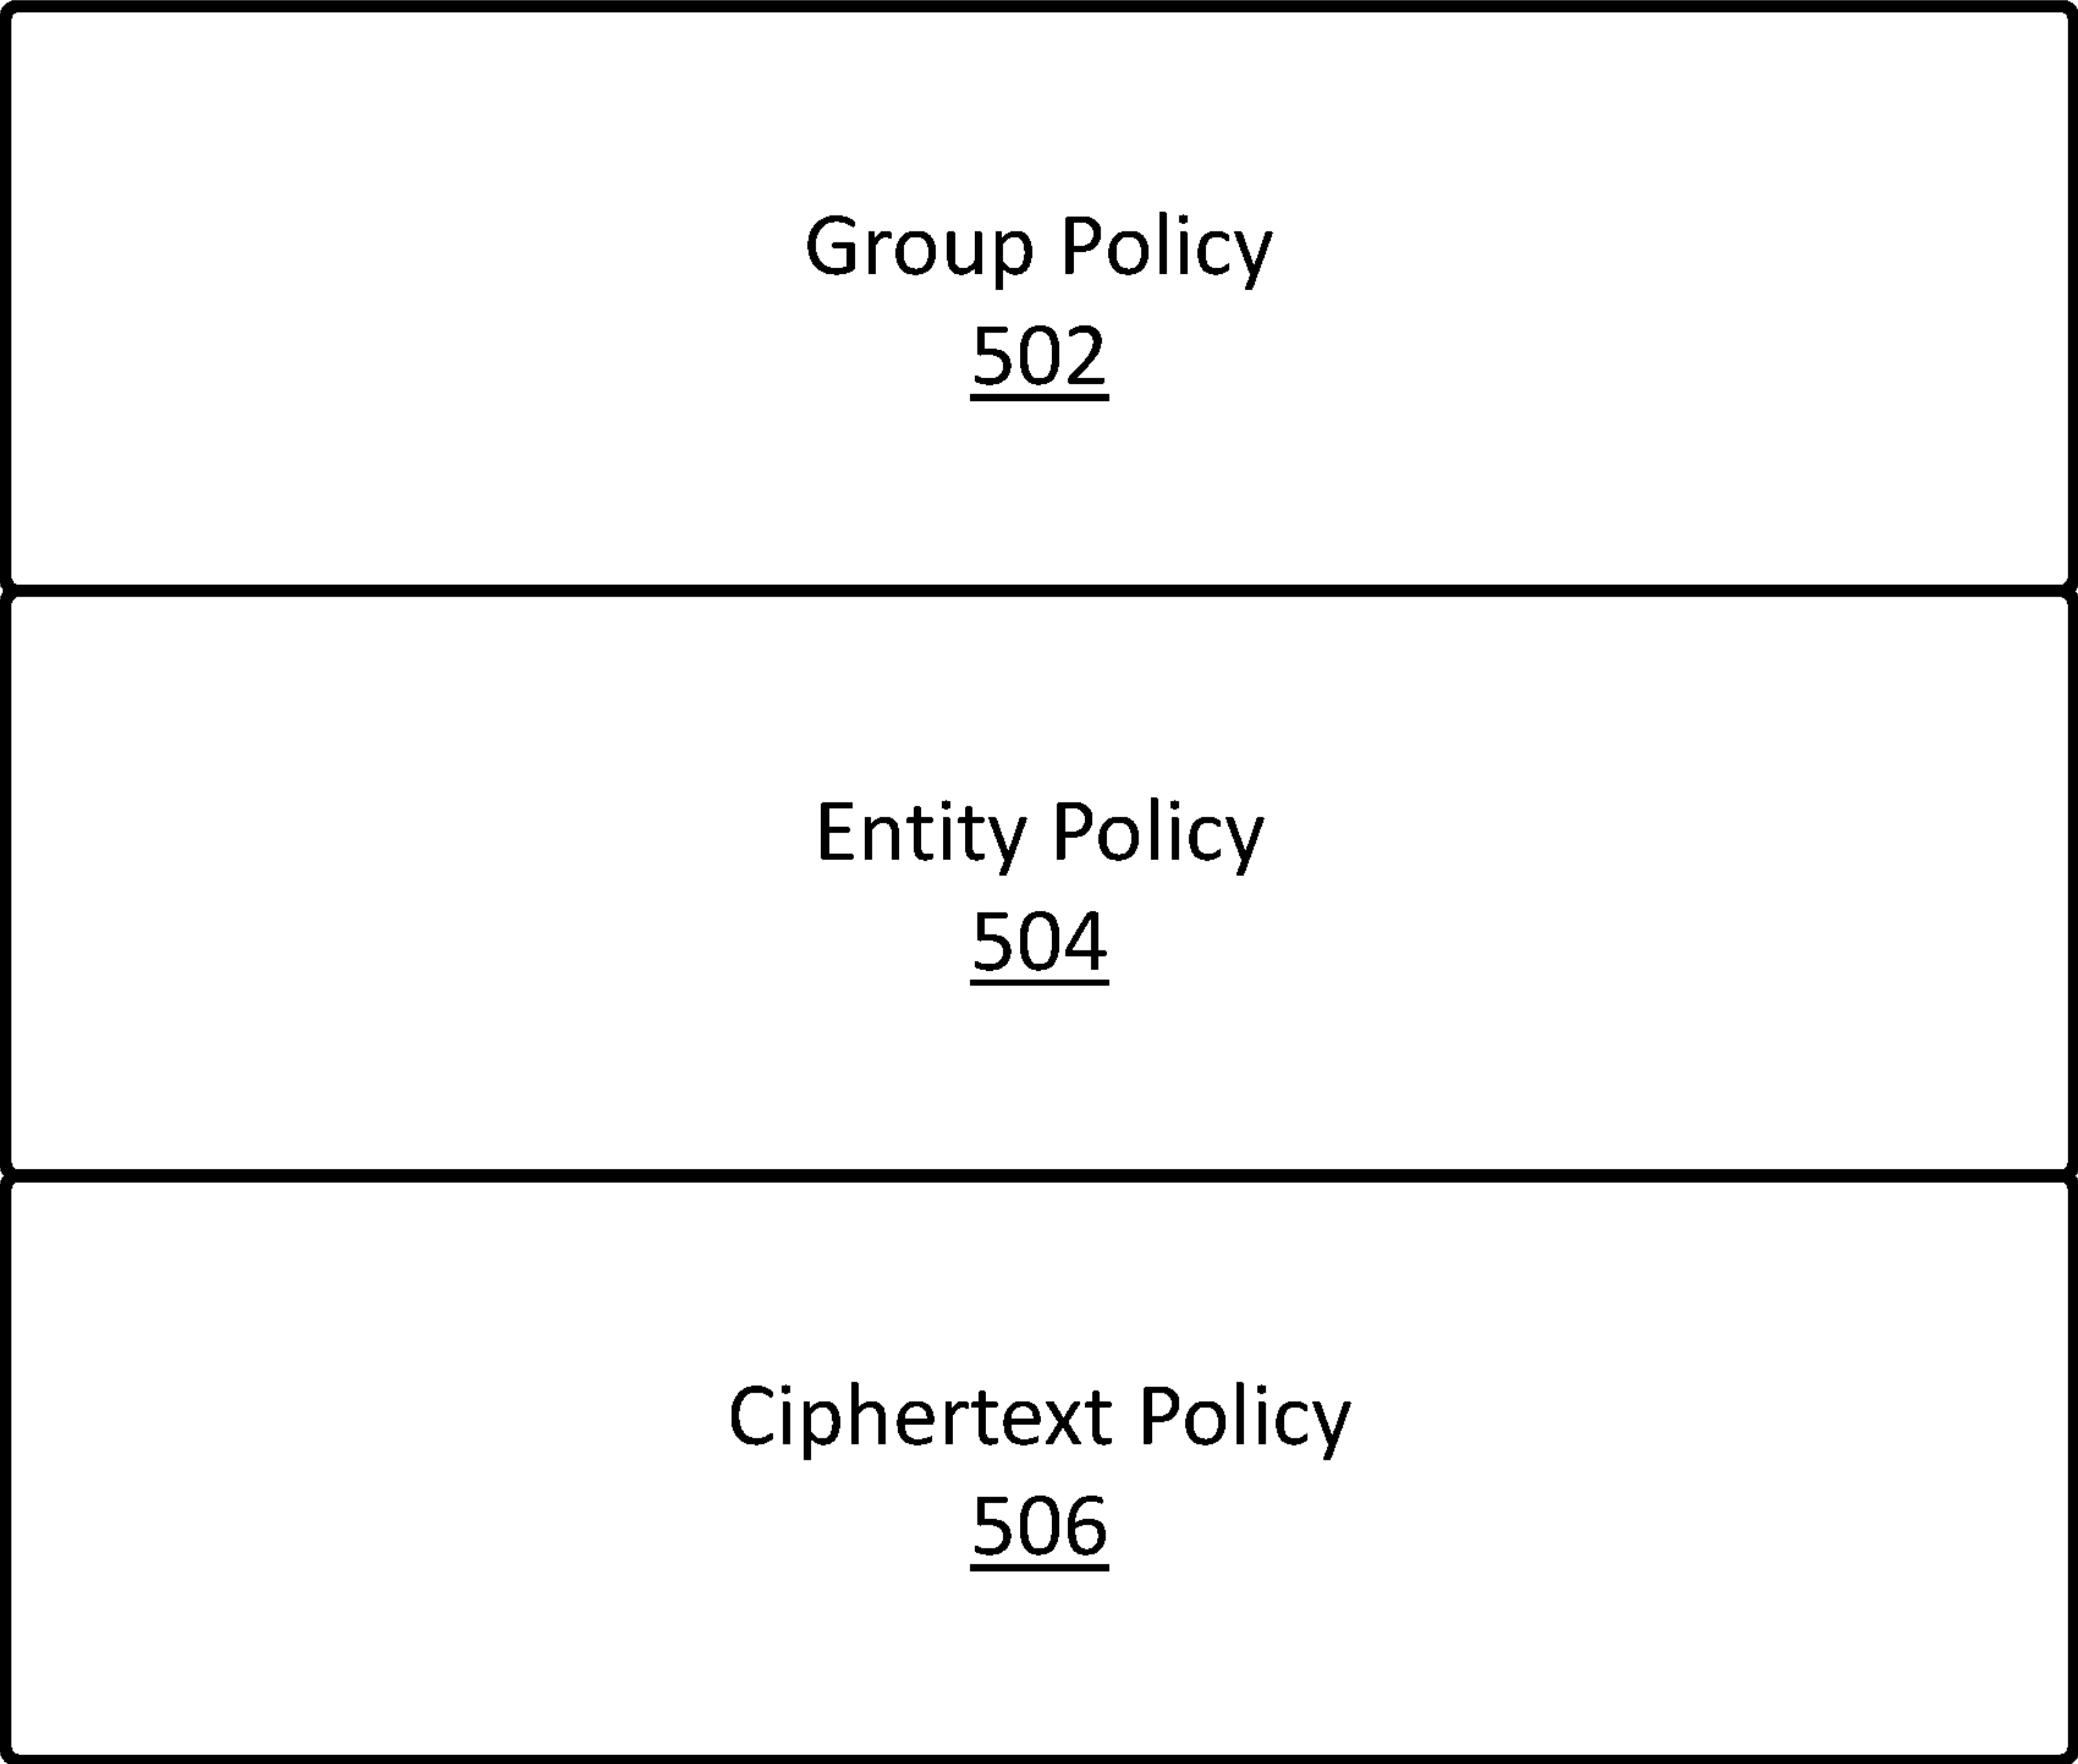 Group Policy
502
Entity Policy
504
Ciphertext Policy
506